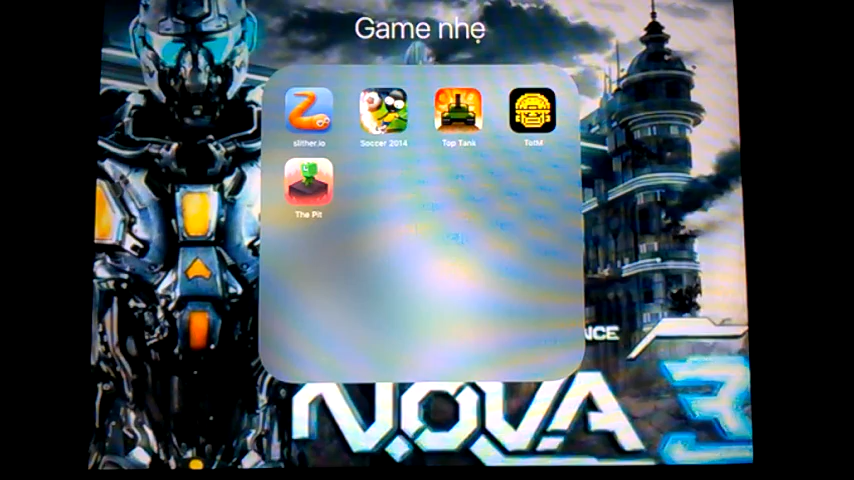 Game nhẹ
slither.io
Soccer 2014
Top Tank
TotM
The Pit
NCE
N.O.V.A 3